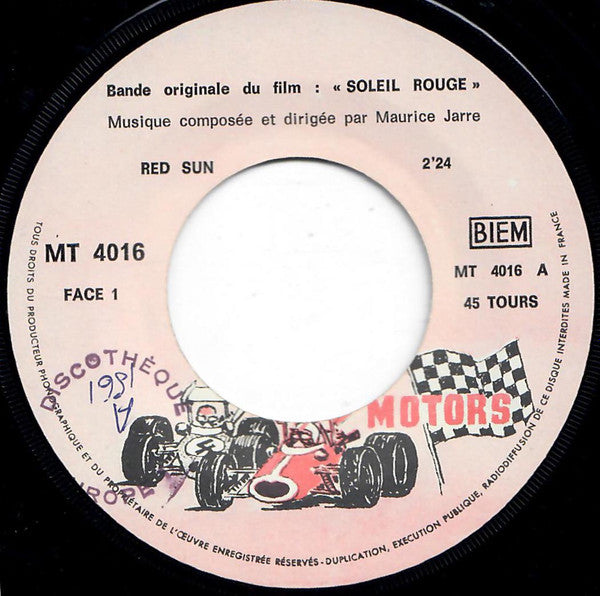 Bande originale du film : « SOLEIL ROUGE »
Musique composée et dirigée par Maurice Jarre
RED SUN 2'24
BIEM
MT 4016
MT 4016 A
FACE 1
45 TOURS
MOTORS
DISCOTHÈQUE
1991
A
TOUS DROITS DU PRODUCTEUR PHONOGRAPHIQUE ET DU PROPRIÉTAIRE DE L'ŒUVRE ENREGISTRÉE RÉSERVÉS - DUPLICATION, EXECUTION PUBLIQUE, RADIODIFFUSION DE CE DISQUE INTERDITES MADE IN FRANCE